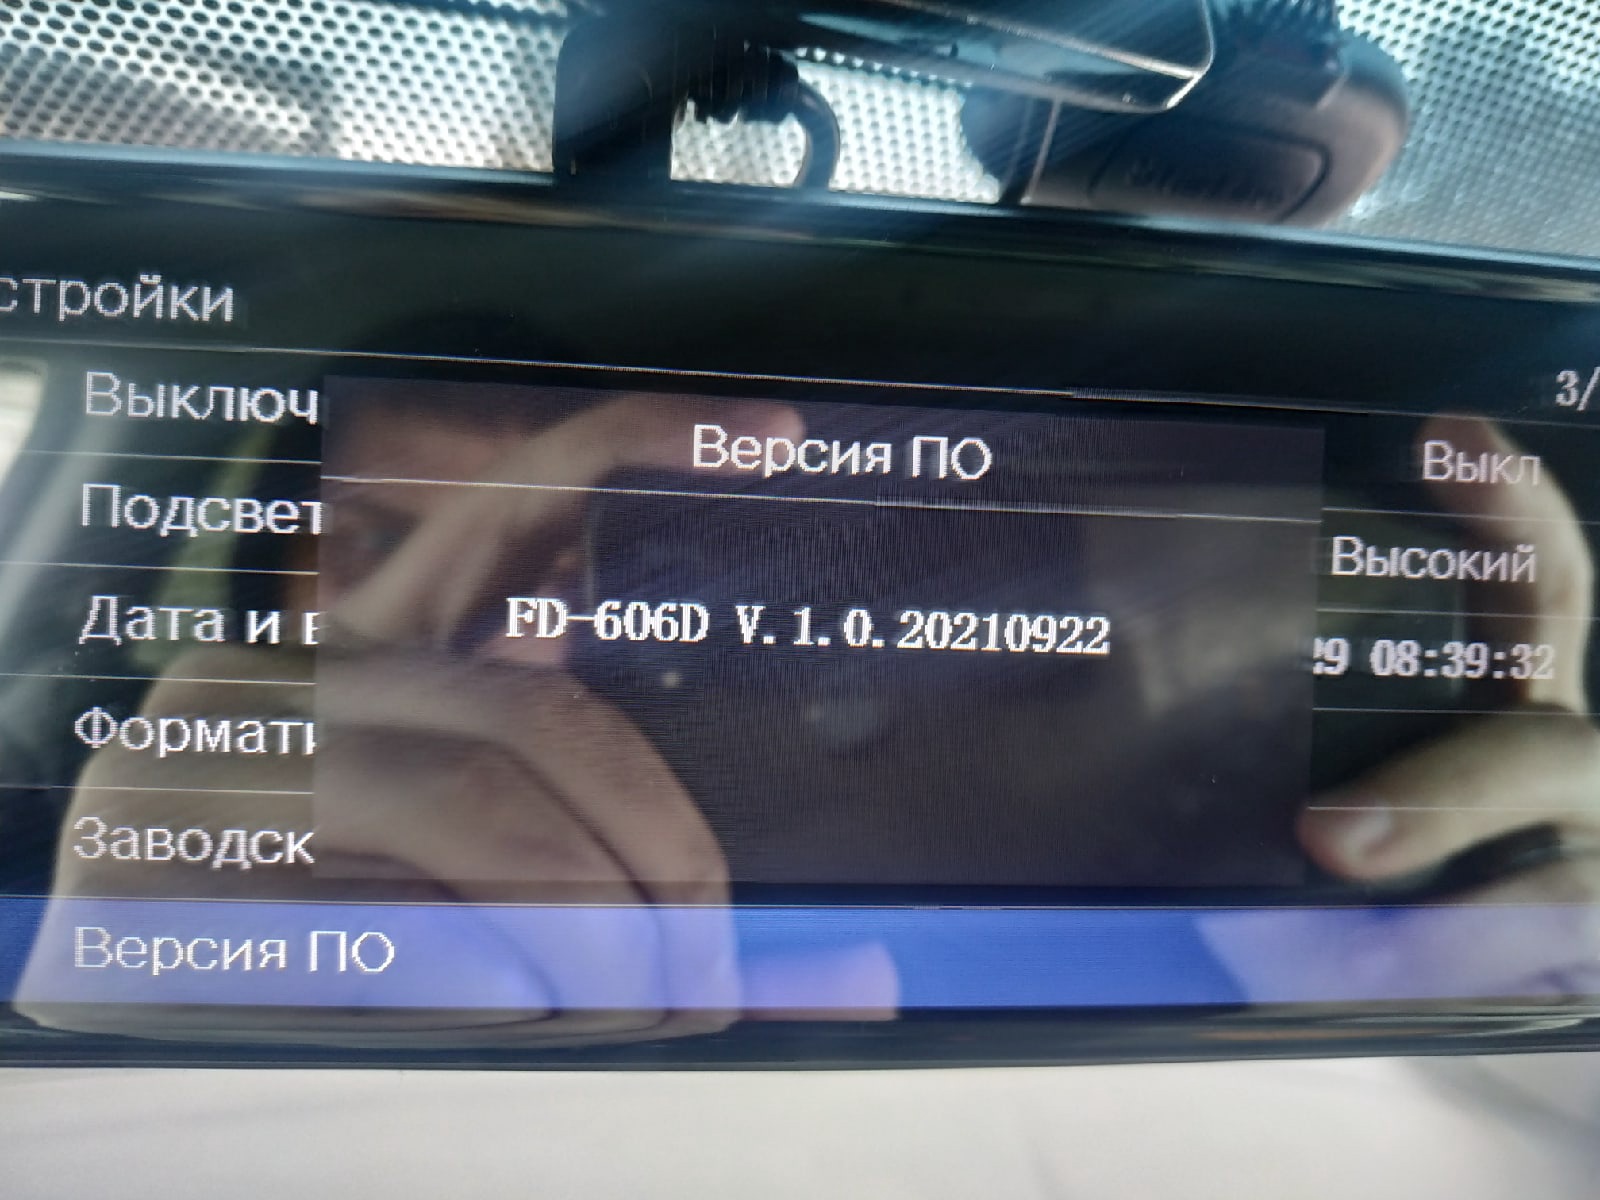 стройки
3/
Выключ
Версия ПО
Выкл
Подсвет
Высокий
Дата и в
FD-606D V.1.0.20210922
29 08:39:32
Формати
Заводск
Версия ПО